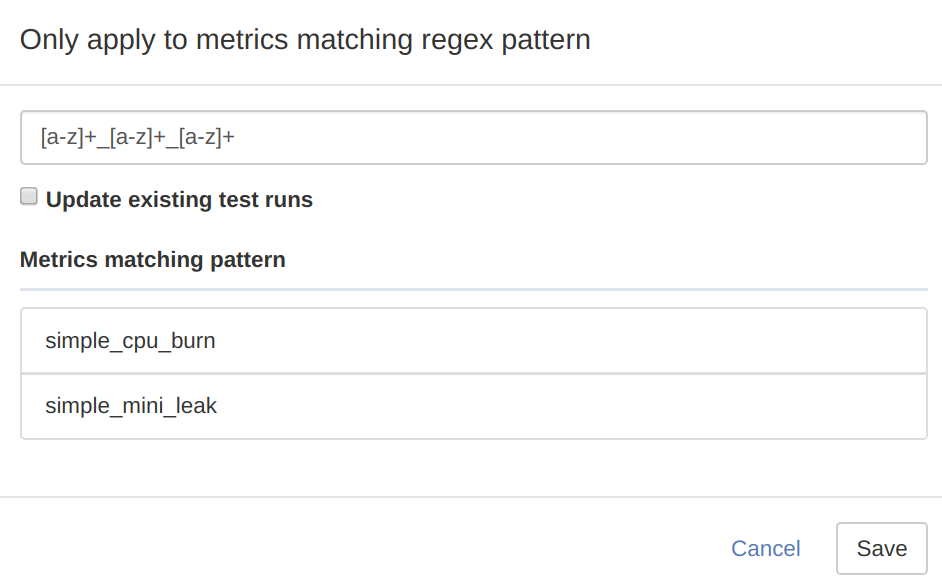 Only apply to metrics matching regex pattern
[a-z]+_[a-z]+_[a-z]+
Update existing test runs
Metrics matching pattern
simple_cpu_burn
simple_mini_leak
Cancel Save